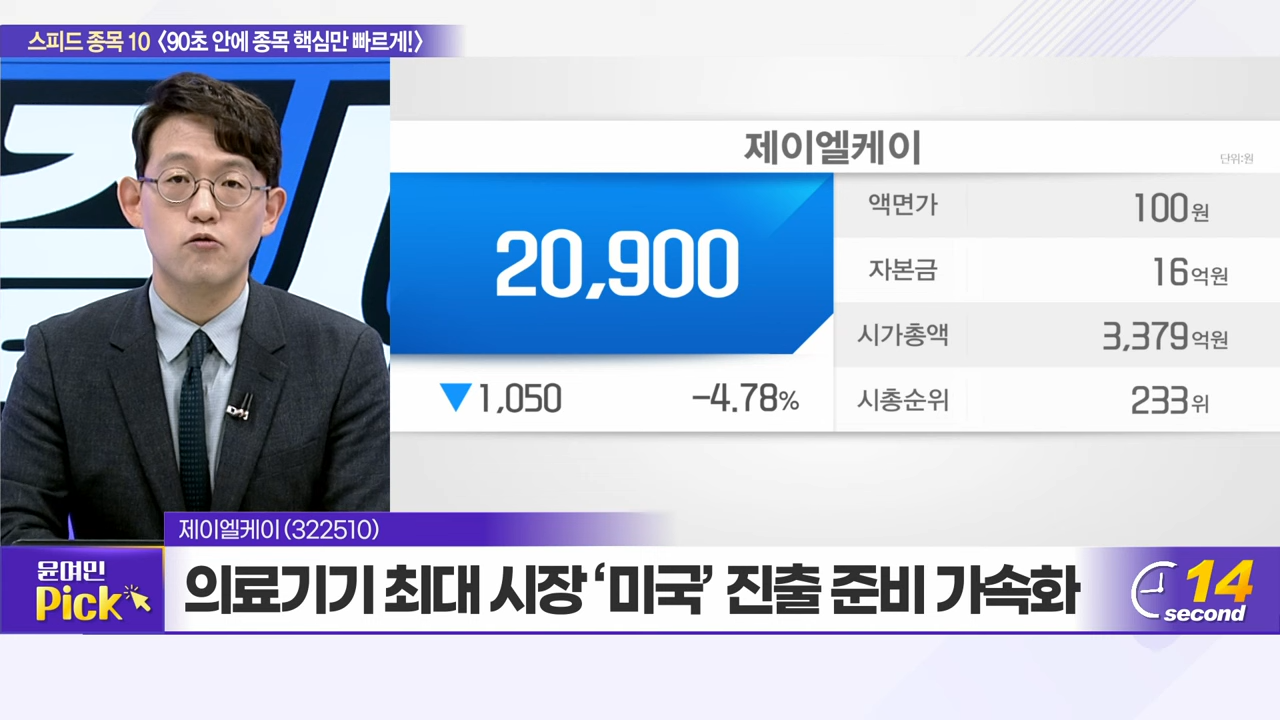 스피드 종목 10 〈90초 안에 종목 핵심만 빠르게!〉
제이엘케이
단위:원
20,900
▼1,050 -4.78%
액면가 100원
자본금 16억원
시가총액 3,379억원
시총순위 233위
제이엘케이(322510)
윤여민
Pick
의료기기 최대 시장 ‘미국’ 진출 준비 가속화
14
second